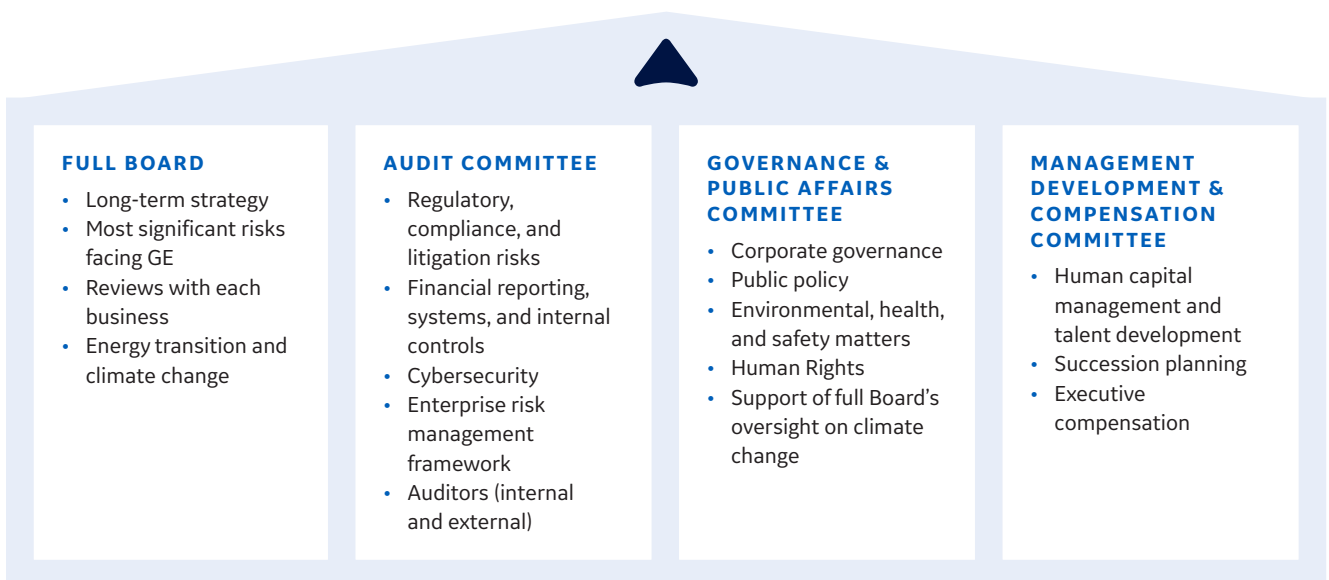 FULL BOARD
• Long-term strategy
• Most significant risks
facing GE
• Reviews with each
business
• Energy transition and
climate change
AUDIT COMMITTEE
• Regulatory,
compliance, and
litigation risks
• Financial reporting,
systems, and internal
controls
• Cybersecurity
• Enterprise risk
management
framework
• Auditors (internal
and external)
GOVERNANCE &
PUBLIC AFFAIRS
COMMITTEE
• Corporate governance
• Public policy
• Environmental, health,
and safety matters
• Human Rights
• Support of full Board’s
oversight on climate
change
MANAGEMENT
DEVELOPMENT &
COMPENSATION
COMMITTEE
• Human capital
management and
talent development
• Succession planning
• Executive
compensation